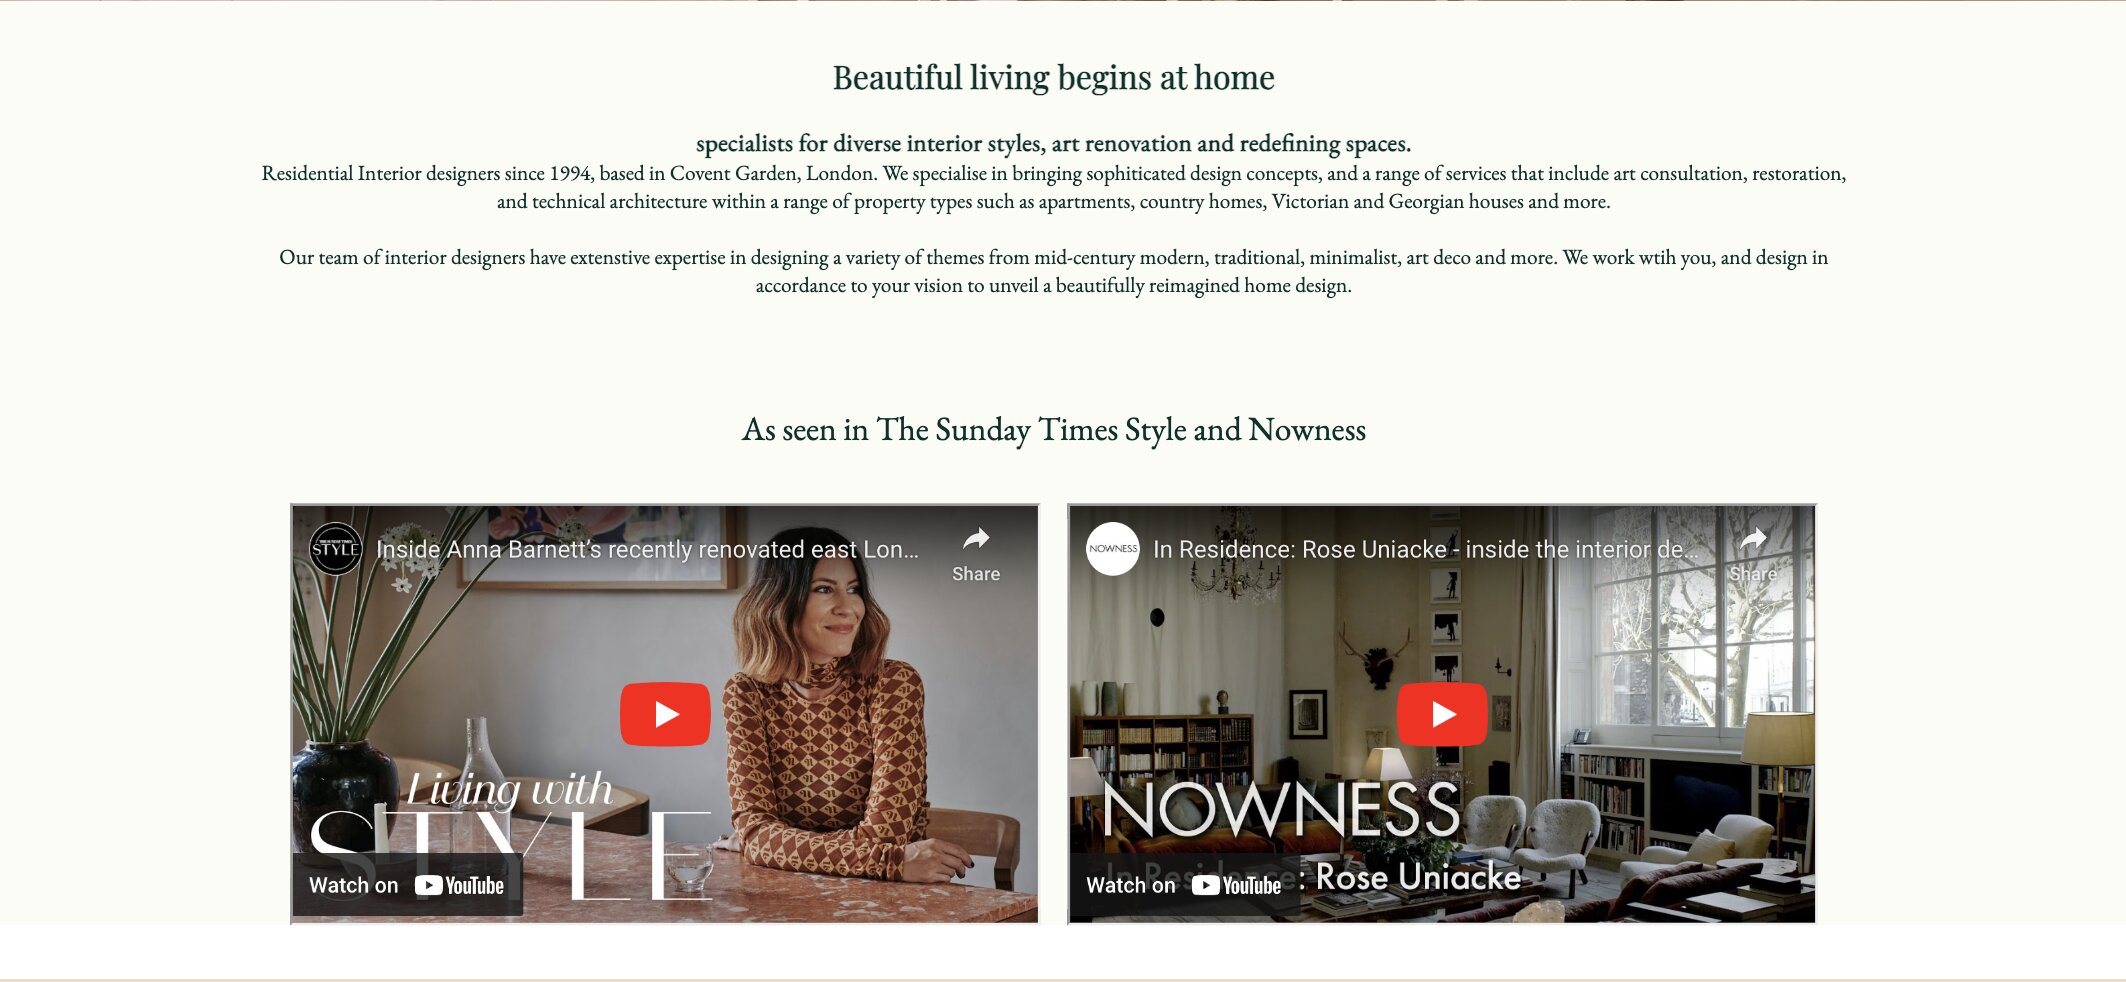 Beautiful living begins at home
specialists for diverse interior styles, art renovation and redefining spaces.
Residential Interior designers since 1994, based in Covent Garden, London. We specialise in bringing sophiticated design concepts, and a range of services that include art consultation, restoration,
and technical architecture within a range of property types such as apartments, country homes, Victorian and Georgian houses and more.
Our team of interior designers have extenstive expertise in designing a variety of themes from mid-century modern, traditional, minimalist, art deco and more. We work wtih you, and design in
accordance to your vision to unveil a beautifully reimagined home design.
As seen in The Sunday Times Style and Nowness
THE SUNDAY TIMES
STYLE
Inside Anna Barnett’s recently renovated east Lon...
Share
Living with
STYLE
Watch on YouTube
NOWNESS
In Residence: Rose Uniacke - inside the interior de...
Share
NOWNESS
In Residence: Rose Uniacke
Watch on YouTube